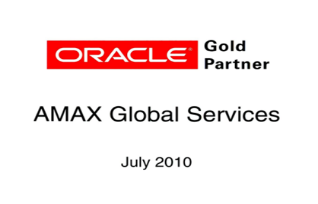 ORACLE® Gold
Partner
AMAX Global Services
July 2010